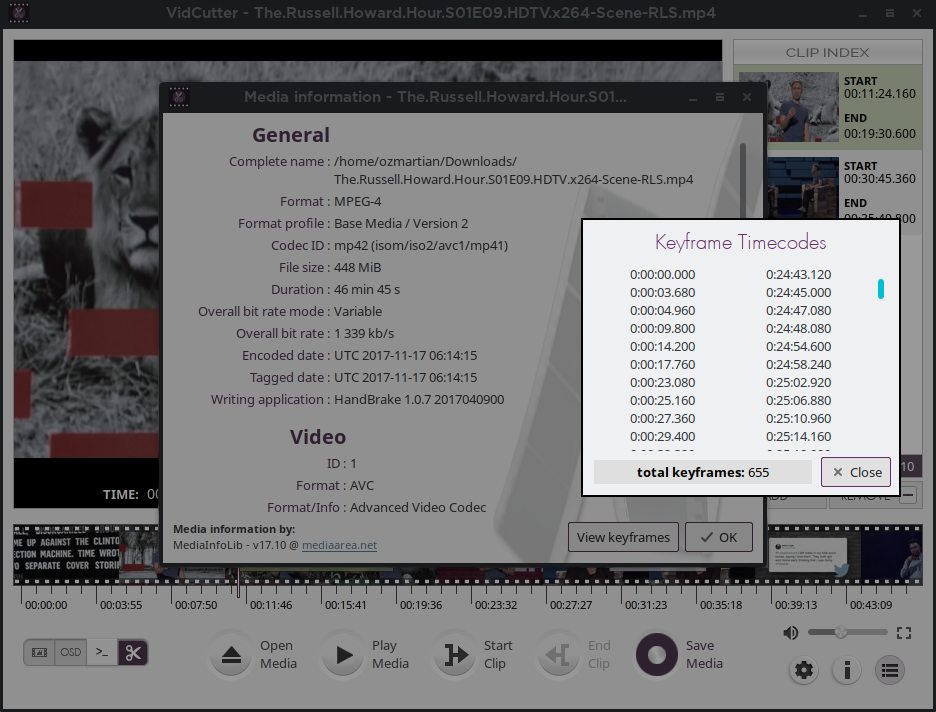 VidCutter - The.Russell.Howard.Hour.S01E09.HDTV.x264-Scene-RLS.mp4
CLIP INDEX
START
00:11:24.160
END
00:19:30.600
START
00:30:45.360
END
Media information - The.Russell.Howard.Hour.S01...
General
Complete name : /home/ozmartian/Downloads/
The.Russell.Howard.Hour.S01E09.HDTV.x264-Scene-RLS.mp4
Format : MPEG-4
Format profile : Base Media / Version 2
Codec ID : mp42 (isom/iso2/avc1/mp41)
File size : 448 MiB
Duration : 46 min 45 s
Overall bit rate mode : Variable
Overall bit rate : 1 339 kb/s
Encoded date : UTC 2017-11-17 06:14:15
Tagged date : UTC 2017-11-17 06:14:15
Writing application : HandBrake 1.0.7 2017040900
Video
ID : 1
Format : AVC
Format/Info : Advanced Video Codec
Media information by:
MediaInfoLib - v17.10 @ mediaarea.net
View keyframes
OK
Keyframe Timecodes
0:00:00.000 0:24:43.120
0:00:03.680 0:24:45.000
0:00:04.960 0:24:47.080
0:00:09.800 0:24:48.080
0:00:14.200 0:24:54.600
0:00:17.760 0:24:58.240
0:00:23.080 0:25:02.920
0:00:25.160 0:25:06.880
0:00:27.360 0:25:10.960
0:00:29.400 0:25:14.160
total keyframes: 655
Close
TIME: 00
10
REMOVE
ME UP AGAINST THE CLINTO
ECTION MACHINE. TIME WROT
O SEPARATE COVER STORI
00:00:00 00:03:55 00:07:50 00:11:46 00:15:41 00:19:36 00:23:32 00:27:27 00:31:23 00:35:18 00:39:13 00:43:09
OSD
>_
Open
Media
Play
Media
Start
Clip
End
Clip
Save
Media